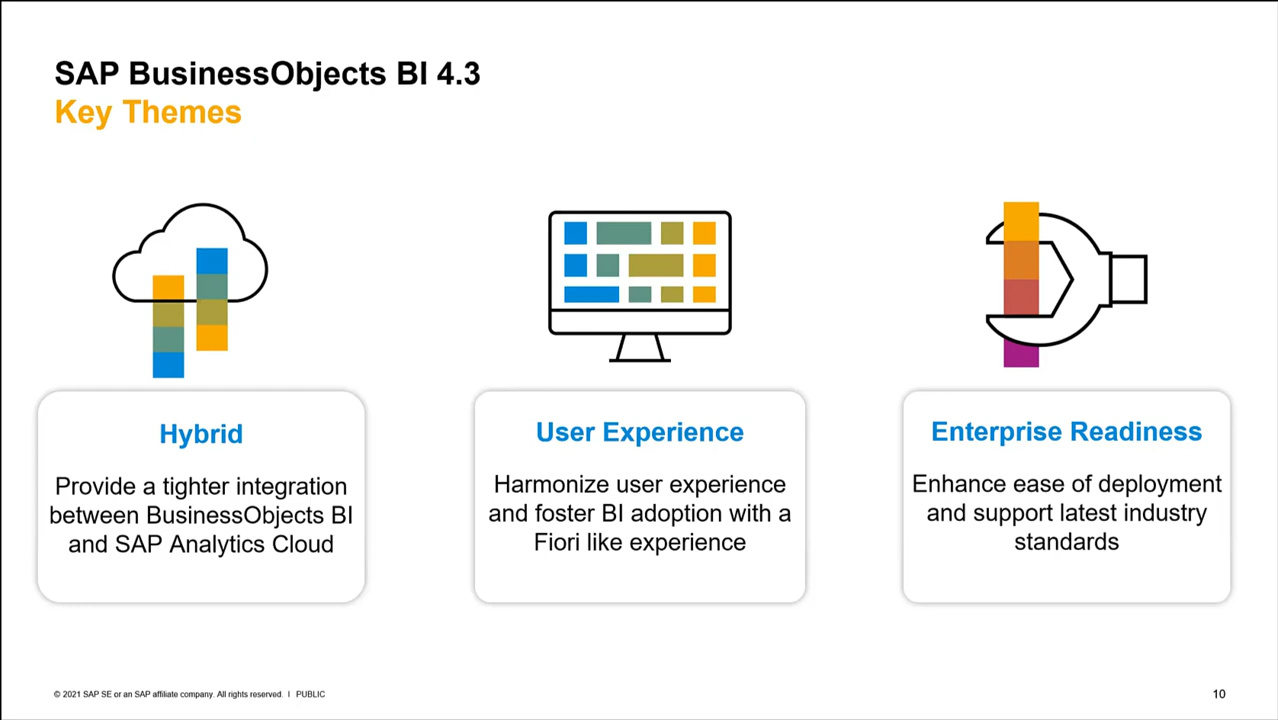 SAP BusinessObjects BI 4.3
Key Themes
Hybrid
Provide a tighter integration
between BusinessObjects BI
and SAP Analytics Cloud
User Experience
Harmonize user experience
and foster BI adoption with a
Fiori like experience
Enterprise Readiness
Enhance ease of deployment
and support latest industry
standards
© 2021 SAP SE or an SAP affiliate company. All rights reserved. I PUBLIC
10